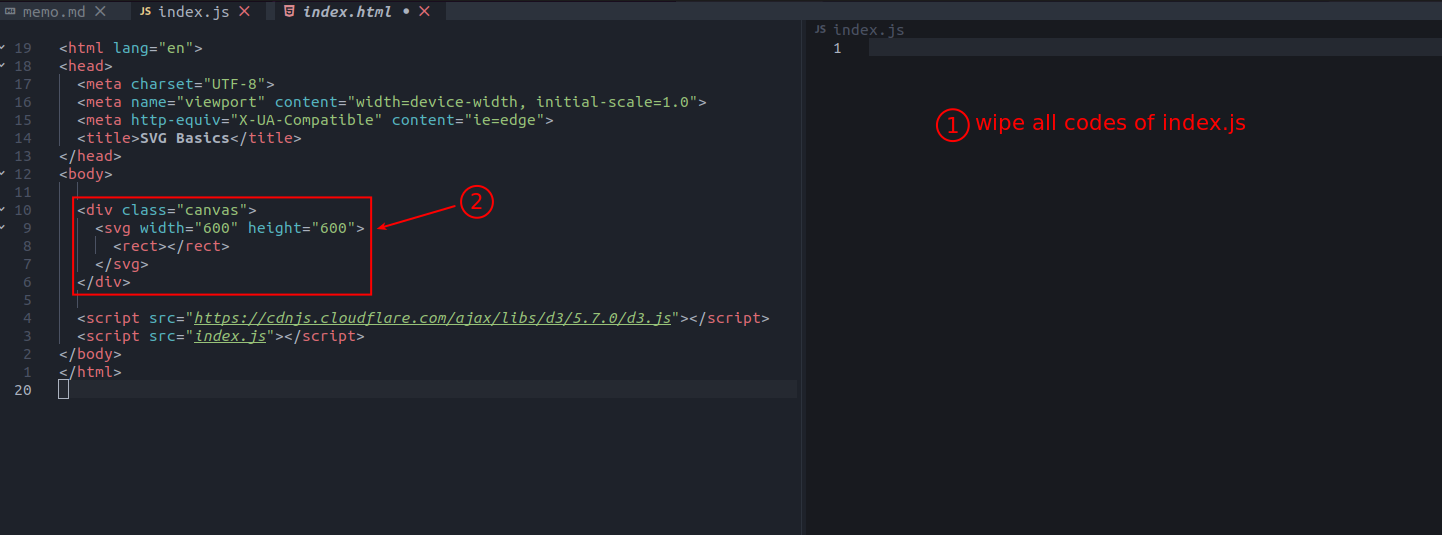 memo.md
JS index.js
index.html
19 <html lang="en">
18 <head>
17 <meta charset="UTF-8">
16 <meta name="viewport" content="width=device-width, initial-scale=1.0">
15 <meta http-equiv="X-UA-Compatible" content="ie=edge">
14 <title>SVG Basics</title>
13 </head>
12 <body>
11
10 <div class="canvas">
9 <svg width="600" height="600">
8 <rect></rect>
7 </svg>
6 </div>
5
4 <script src="https://cdnjs.cloudflare.com/ajax/libs/d3/5.7.0/d3.js"></script>
3 <script src="index.js"></script>
2 </body>
1 </html>
20
2
JS index.js
1
1 wipe all codes of index.js